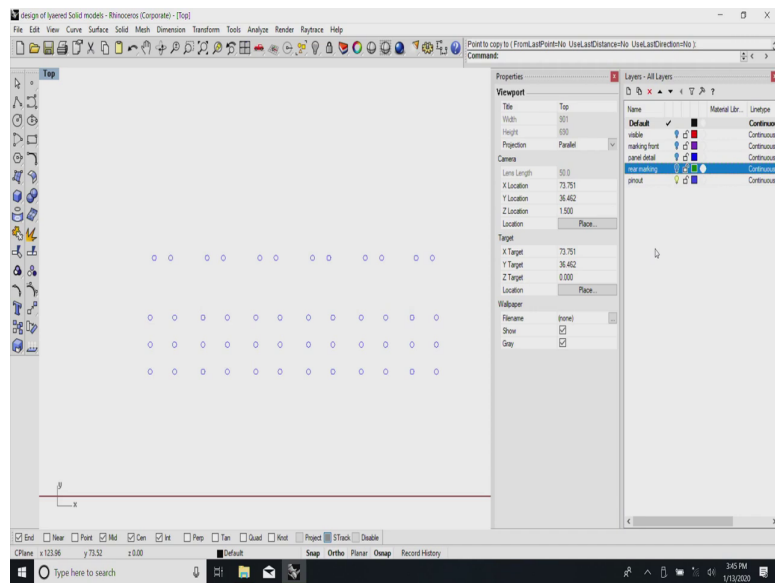 design of lyaered Solid models - Rhinoceros (Corporate) - [Top]
File Edit View Curve Surface Solid Mesh Dimension Transform Tools Analyze Render Raytrace Help
Point to copy to ( FromLastPoint=No UseLastDistance=No UseLastDirection=No ):
Command:
Top
Properties
Viewport
Title Top
Width 901
Height 690
Projection Parallel
Camera
Lens Length 50.0
X Location 73.751
Y Location 36.462
Z Location 1.500
Location Place...
Target
X Target 73.751
Y Target 36.462
Z Target 0.000
Location Place...
Wallpaper
Filename (none) ...
Show
Gray
Layers - All Layers
Name Material Libr... Linetype
Default Continuou
visible Continuous
marking front Continuous
panel detail Continuous
rear marking Continuous
pinout Continuous
y
x
End Near Point Mid Cen Int Perp Tan Quad Knot Project STrack Disable
CPlane x 123.96 y 73.52 z 0.00 Default Snap Ortho Planar Osnap Record History
Type here to search
3:45 PM
1/13/2020